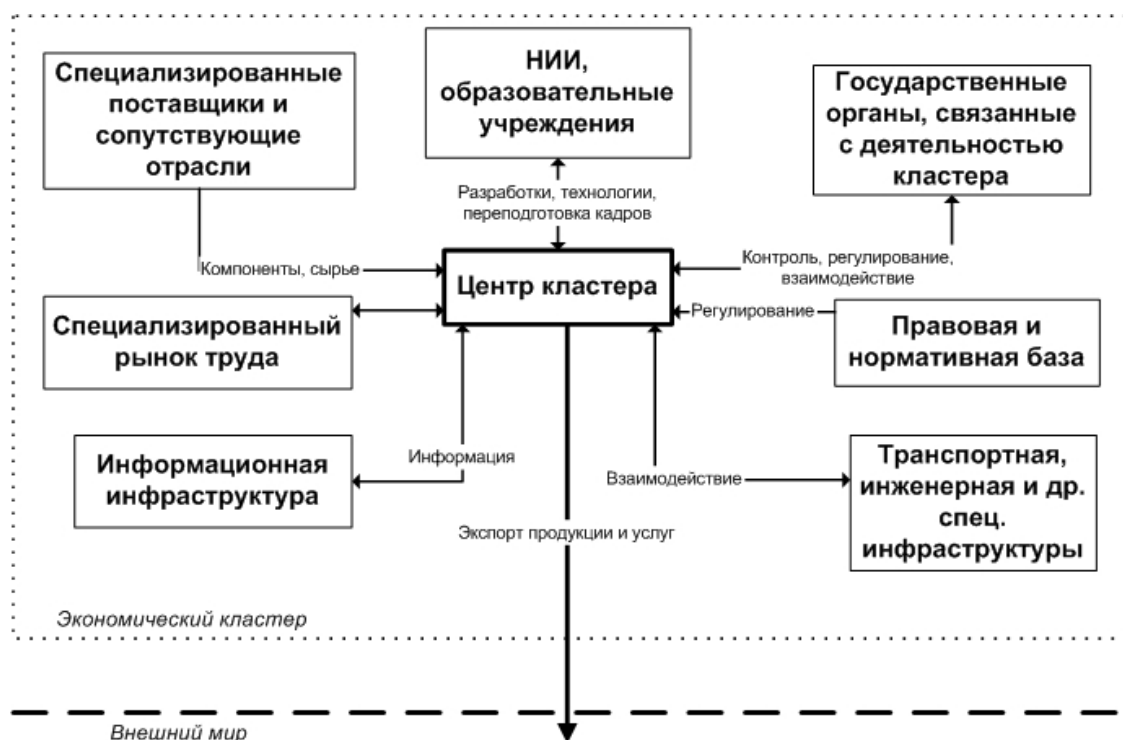 Специализированные
поставщики и
сопутствующие
отрасли
НИИ,
образовательные
учреждения
Государственные
органы, связанные
с деятельностью
кластера
Разработки, технологии,
переподготовка кадров
Компоненты, сырье
Центр кластера
Контроль, регулирование,
взаимодействие
Специализированный
рынок труда
Регулирование
Правовая и
нормативная база
Информационная
инфраструктура
Информация
Взаимодействие
Транспортная,
инженерная и др.
спец.
инфраструктуры
Экспорт продукции и услуг
Экономический кластер
Внешний мир